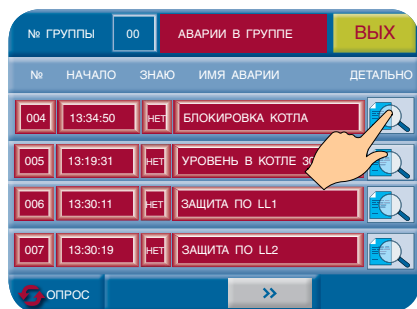 № ГРУППЫ 00 АВАРИИ В ГРУППЕ ВЫХ
№ НАЧАЛО ЗНАЮ ИМЯ АВАРИИ ДЕТАЛЬНО
004 13:34:50 НЕТ БЛОКИРОВКА КОТЛА
005 13:19:31 НЕТ УРОВЕНЬ В КОТЛЕ
006 13:30:11 НЕТ ЗАЩИТА ПО LL1
007 13:30:19 НЕТ ЗАЩИТА ПО LL2
ОПРОС >>